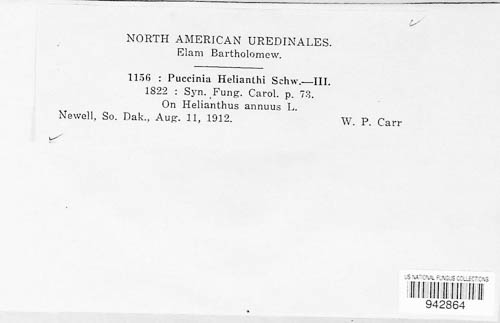 NORTH AMERICAN UREDINALES.
Elam Bartholomew.
1156 : Puccinia Helianthi Schw.—III.
1822 : Syn. Fung. Carol. p. 73.
On Helianthus annuus L.
Newell, So. Dak., Aug. 11, 1912. W. P. Carr
US NATIONAL FUNGUS COLLECTIONS
942864